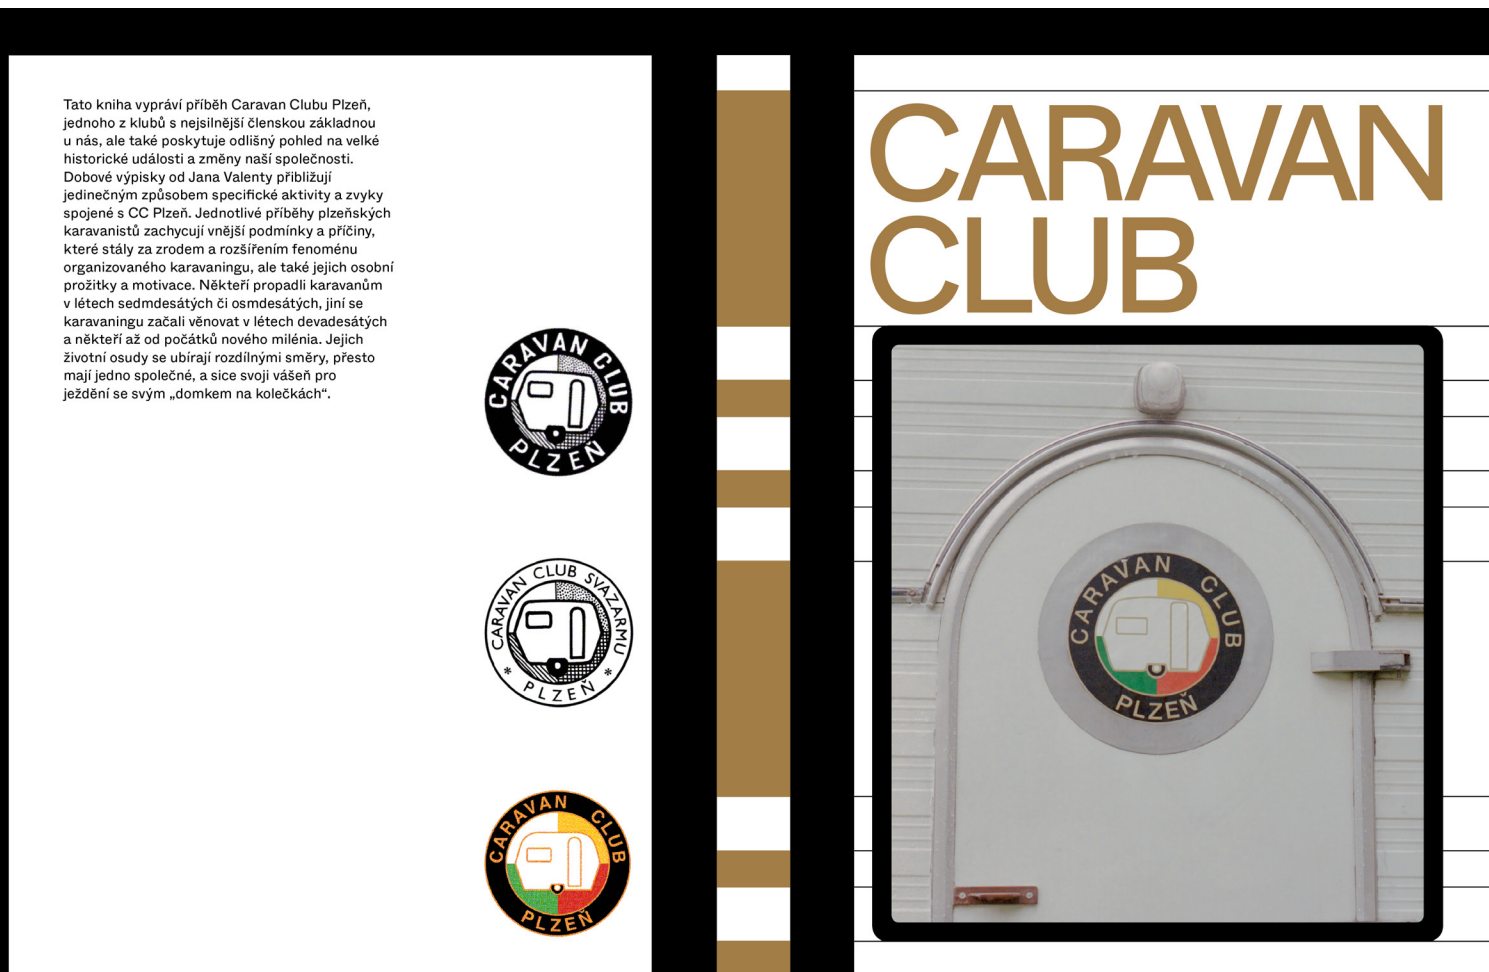 Tato kniha vypráví příběh Caravan Clubu Plzeň,
jednoho z klubů s nejsilnější členskou základnou
u nás, ale také poskytuje odlišný pohled na velké
historické události a změny naší společnosti.
Dobové výpisky od Jana Valenty přibližují
jedinečným způsobem specifické aktivity a zvyky
spojené s CC Plzeň. Jednotlivé příběhy plzeňských
karavanistů zachycují vnější podmínky a příčiny,
které stály za zrodem a rozšířením fenoménu
organizovaného karavaningu, ale také jejich osobní
prožitky a motivace. Někteří propadli karavanům
v létech sedmdesátých či osmdesátých, jiní se
karavaningu začali věnovat v létech devadesátých
a někteří až od počátků nového milénia. Jejich
životní osudy se ubírají rozdílnými směry, přesto
mají jedno společné, a sice svoji vášeň pro
ježdění se svým „domkem na kolečkách“.
CARAVAN CLUB
PLZEŇ
CARAVAN CLUB SVAZARMU
* PLZEŇ *
CARAVAN CLUB
PLZEŇ
CARAVAN
CLUB
CARAVAN CLUB
PLZEŇ